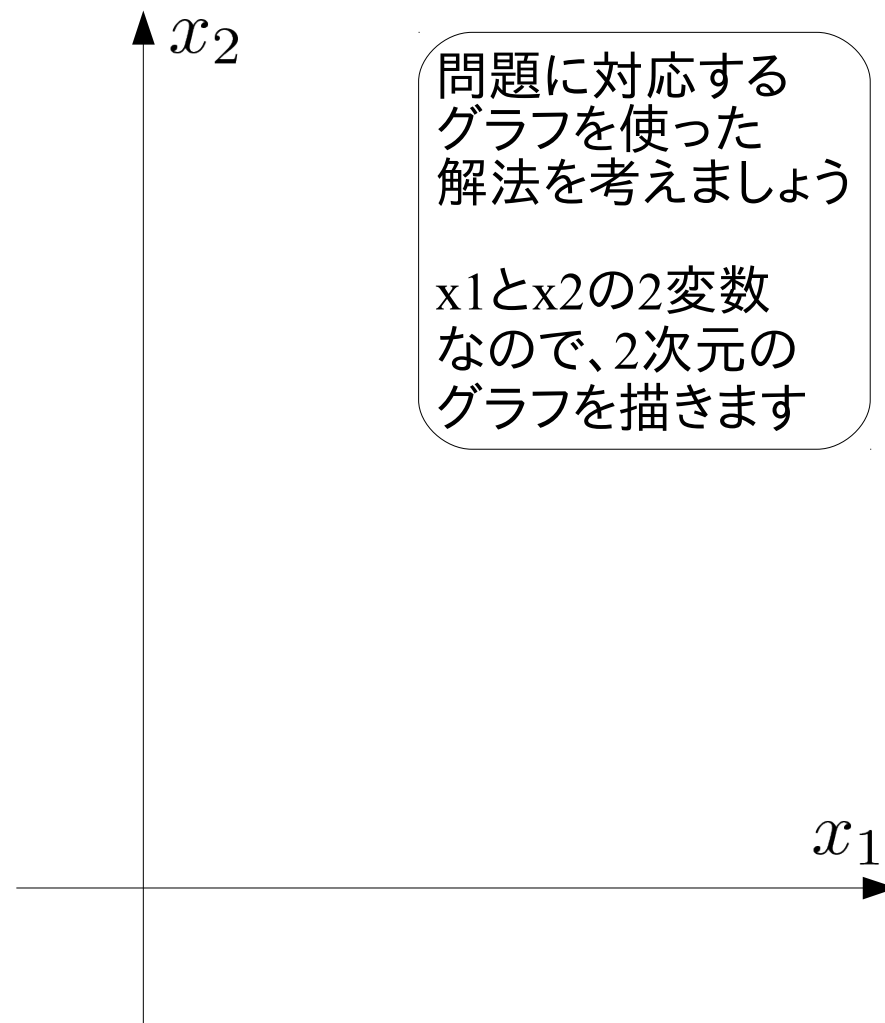 x₂
問題に対応する
グラフを使った
解法を考えましょう
x1とx2の2変数
なので、2次元の
グラフを描きます
x₁